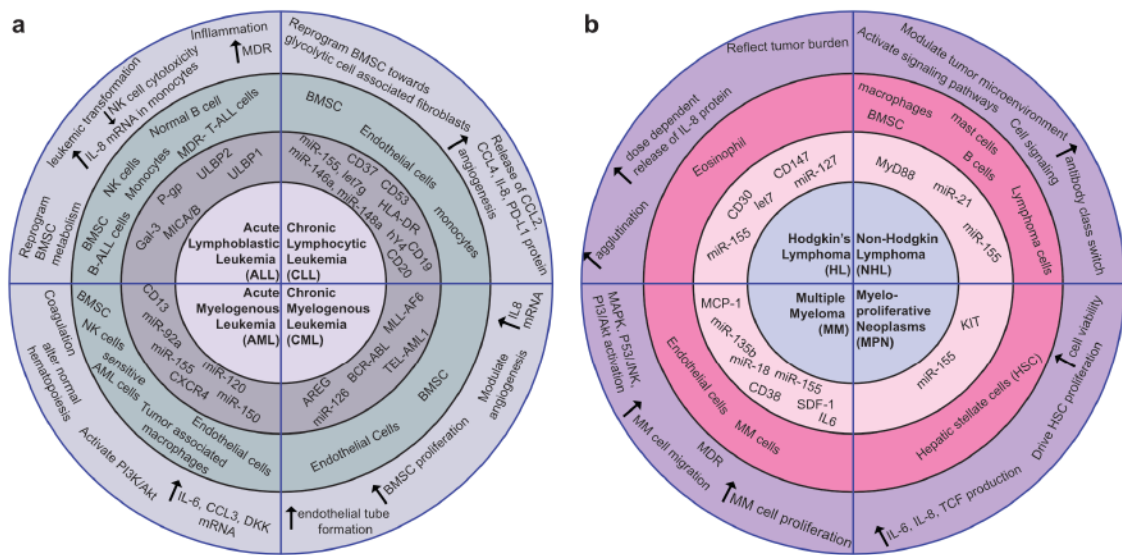 a
Inflammation
↑MDR
leukemic transformation
↓NK cell cytotoxicity
↑IL-8 mRNA in monocytes
Reprogram
BMSC
metabolism
Normal B cell
MDR- T-ALL cells
NK cells
Monocytes
BMSC
B-ALL cells
ULBP2
ULBP1
P-gp
MICA/B
Gal-3
Acute
Lymphoblastic
Leukemia
(ALL)
Reprogram BMSC towards
glycolytic cell associated fibroblasts
↑angiogenesis
Release of CCL2,
CCL4, Il-8, PD-L1 protein
BMSC
Endothelial cells
monocytes
miR-155, let7g
miR-146a, miR-148a
CD37
CD53
HLA-DR
hY4
CD19
CD20
Chronic
Lymphocytic
Leukemia
(CLL)
Acute
Myelogenous
Leukemia
(AML)
CD13
miR-92a
miR-155
CXCR4
miR-120
miR-150
BMSC
NK cells
sensitive
AML cells
Tumor associated
macrophages
Endothelial cells
Coagulation
alter normal
hematopoiesis
Activate PI3K/Akt
↑IL-6, CCL3, DKK
mRNA
Chronic
Myelogenous
Leukemia
(CML)
MLL-AF6
TEL-AML1
BCR-ABL
AREG
miR-126
BMSC
Endothelial Cells
↑IL8
mRNA
Modulate
angiogenesis
↑BMSC proliferation
↑endothelial tube
formation
b
Reflect tumor burden
↑dose dependent
release of IL-8 protein
↑agglutination
Eosinophil
CD147
miR-127
CD30
let7
miR-155
Hodgkin's
Lymphoma
(HL)
Modulate tumor microenvironment
Activate signaling pathways
Cell signaling
↑antibody class switch
macrophages
BMSC
mast cells
B cells
Lymphoma cells
MyD88
miR-21
miR-155
Non-Hodgkin
Lymphoma
(NHL)
Multiple
Myeloma
(MM)
MCP-1
miR-135b
miR-18
miR-155
CD38
SDF-1
IL6
Endothelial cells
MM cells
MAPK, P53/JNK,
PI3/Akt activation
↑MM cell migration
MDR
↑MM cell proliferation
Myelo-
proliferative
Neoplasms
(MPN)
KIT
miR-155
Hepatic stellate cells (HSC)
↑cell viability
Drive HSC proliferation
↑IL-6, IL-8, TCF production